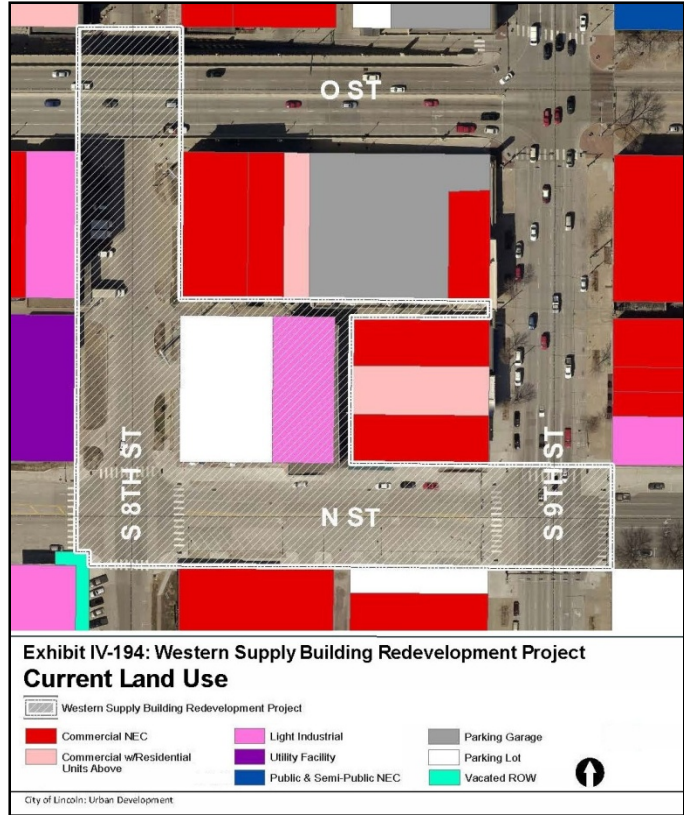 O ST
S 8TH ST
S 9TH ST
N ST
Exhibit IV-194: Western Supply Building Redevelopment Project
Current Land Use
Western Supply Building Redevelopment Project
Commercial NEC
Commercial w/Residential
Units Above
Light Industrial
Utility Facility
Public & Semi-Public NEC
Parking Garage
Parking Lot
Vacated ROW
City of Lincoln: Urban Development